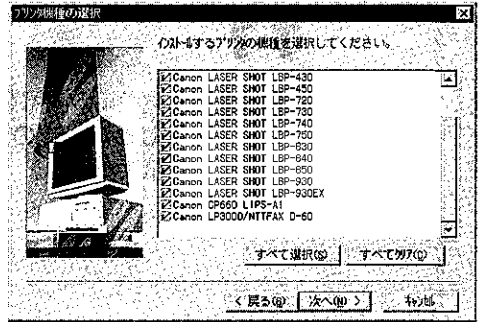 プリンタ機種の選択
インストールするプリンタの機種を選択してください。
Canon LASER SHOT LBP-430
Canon LASER SHOT LBP-450
Canon LASER SHOT LBP-720
Canon LASER SHOT LBP-730
Canon LASER SHOT LBP-740
Canon LASER SHOT LBP-750
Canon LASER SHOT LBP-830
Canon LASER SHOT LBP-840
Canon LASER SHOT LBP-850
Canon LASER SHOT LBP-930
Canon LASER SHOT LBP-930EX
Canon CP660 LIPS-A1
Canon LP3000/NTTFAX D-60
すべて選択(S) すべてクリア(C)
< 戻る(B) 次へ(N) > キャンセル